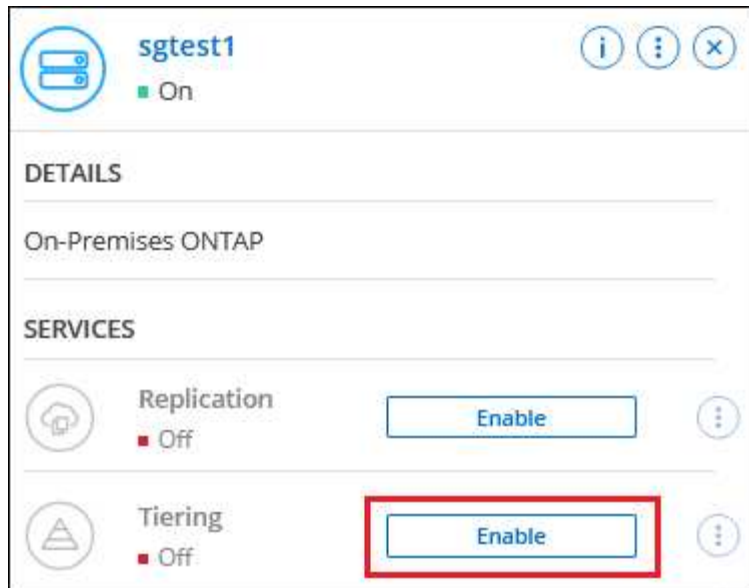 sgtest1
On
DETAILS
On-Premises ONTAP
SERVICES
Replication
Enable
Off
Tiering
Enable
Off